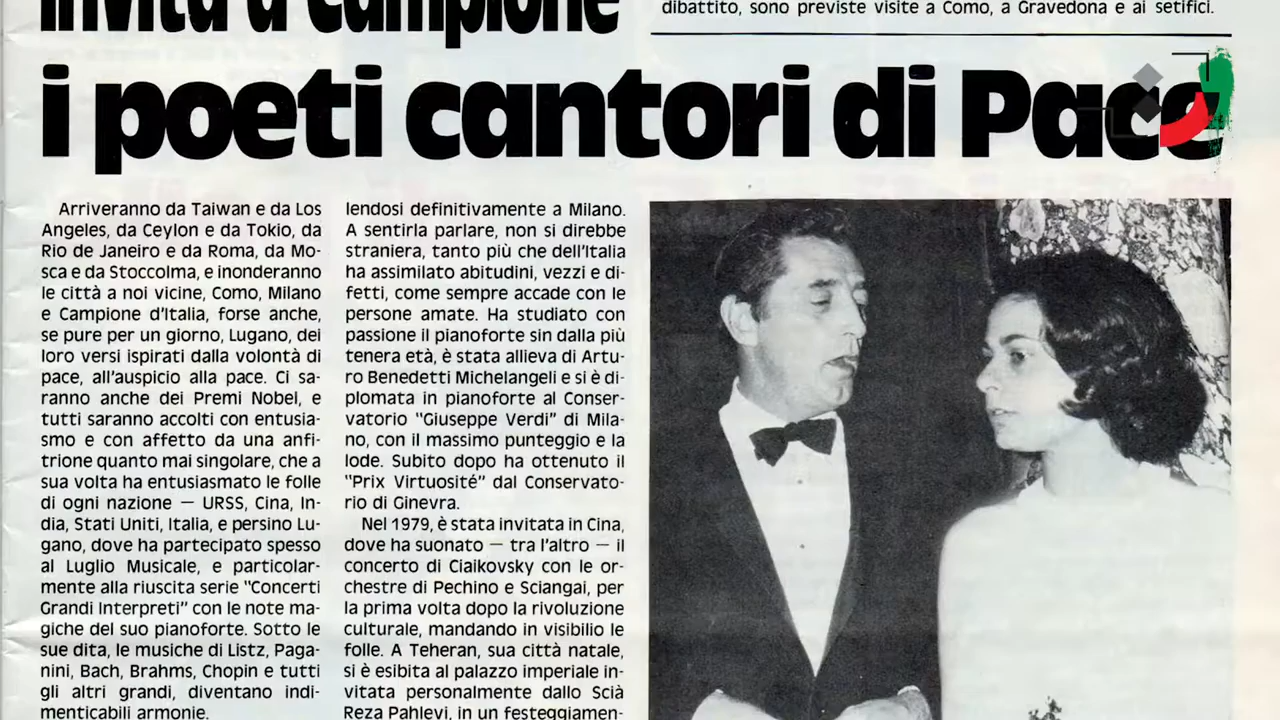 invita a Campione
dibattito, sono previste visite a Como, a Gravedona e ai setifici.
i poeti cantori di Pace
Arriveranno da Taiwan e da Los
Angeles, da Ceylon e da Tokio, da
Rio de Janeiro e da Roma, da Mo-
sca e da Stoccolma, e inonderanno
le città a noi vicine, Como, Milano
e Campione d'Italia, forse anche,
se pure per un giorno, Lugano, dei
loro versi ispirati dalla volontà di
pace, all'auspicio alla pace. Ci sa-
ranno anche dei Premi Nobel, e
tutti saranno accolti con entusia-
smo e con affetto da una anfi-
trione quanto mai singolare, che a
sua volta ha entusiasmato le folle
di ogni nazione — URSS, Cina, In-
dia, Stati Uniti, Italia, e persino Lu-
gano, dove ha partecipato spesso
al Luglio Musicale, e particolar-
mente alla riuscita serie "Concerti
Grandi Interpreti" con le note ma-
giche del suo pianoforte. Sotto le
sue dita, le musiche di Listz, Paga-
nini, Bach, Brahms, Chopin e tutti
gli altri grandi, diventano indi-
menticabili armonie.
lendosi definitivamente a Milano.
A sentirla parlare, non si direbbe
straniera, tanto più che dell'Italia
ha assimilato abitudini, vezzi e di-
fetti, come sempre accade con le
persone amate. Ha studiato con
passione il pianoforte sin dalla più
tenera età, è stata allieva di Artu-
ro Benedetti Michelangeli e si è di-
plomata in pianoforte al Conser-
vatorio "Giuseppe Verdi" di Mila-
no, con il massimo punteggio e la
lode. Subito dopo ha ottenuto il
"Prix Virtuosité" dal Conservato-
rio di Ginevra.
Nel 1979, è stata invitata in Cina,
dove ha suonato — tra l'altro — il
concerto di Ciaikovsky con le or-
chestre di Pechino e Sciangai, per
la prima volta dopo la rivoluzione
culturale, mandando in visibilio le
folle. A Teheran, sua città natale,
si è esibita al palazzo imperiale in-
vitata personalmente dallo Scià
Reza Pahlevi, in un festeggiamen-